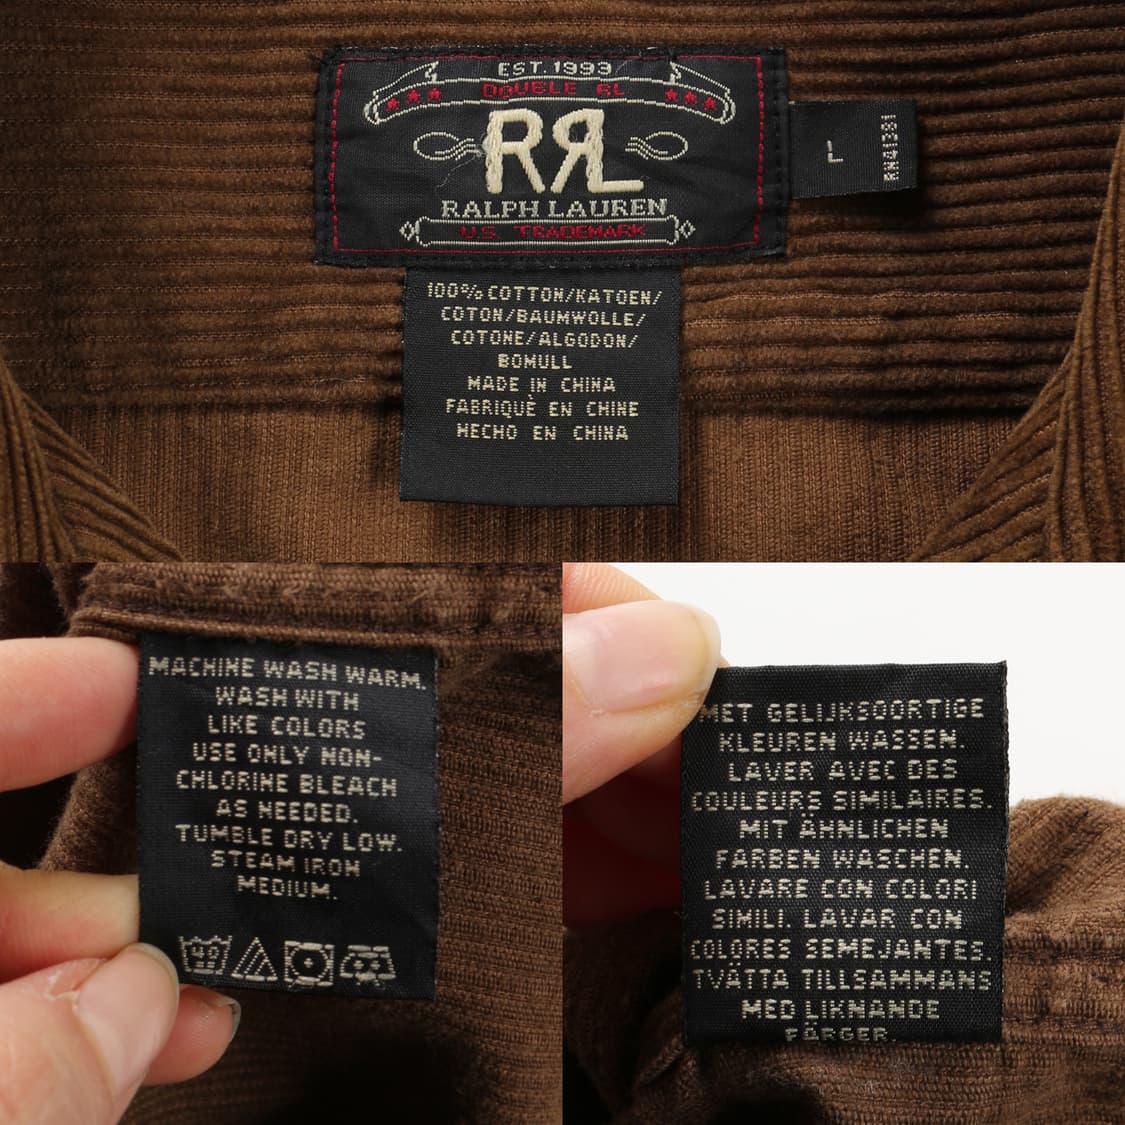 EST. 1993
DOUBLE RL
RRL
RALPH LAUREN
U.S. TRADEMARK
L
RN41381
100% COTTON/KATOEN/
COTON/BAUMWOLLE/
COTONE/ALGODON/
BOMULL
MADE IN CHINA
FABRIQUÈ EN CHINE
HECHO EN CHINA
MACHINE WASH WARM.
WASH WITH
LIKE COLORS
USE ONLY NON-
CHLORINE BLEACH
AS NEEDED.
TUMBLE DRY LOW.
STEAM IRON
MEDIUM.
40
MET GELIJKSOORTIGE
KLEUREN WASSEN.
LAVER AVEC DES
COULEURS SIMILAIRES.
MIT ÄHNLICHEN
FARBEN WASCHEN.
LAVARE CON COLORI
SIMILI. LAVAR CON
COLORES SEMEJANTES.
TVÄTTA TILLSAMMANS
MED LIKNANDE
FÄRGER.